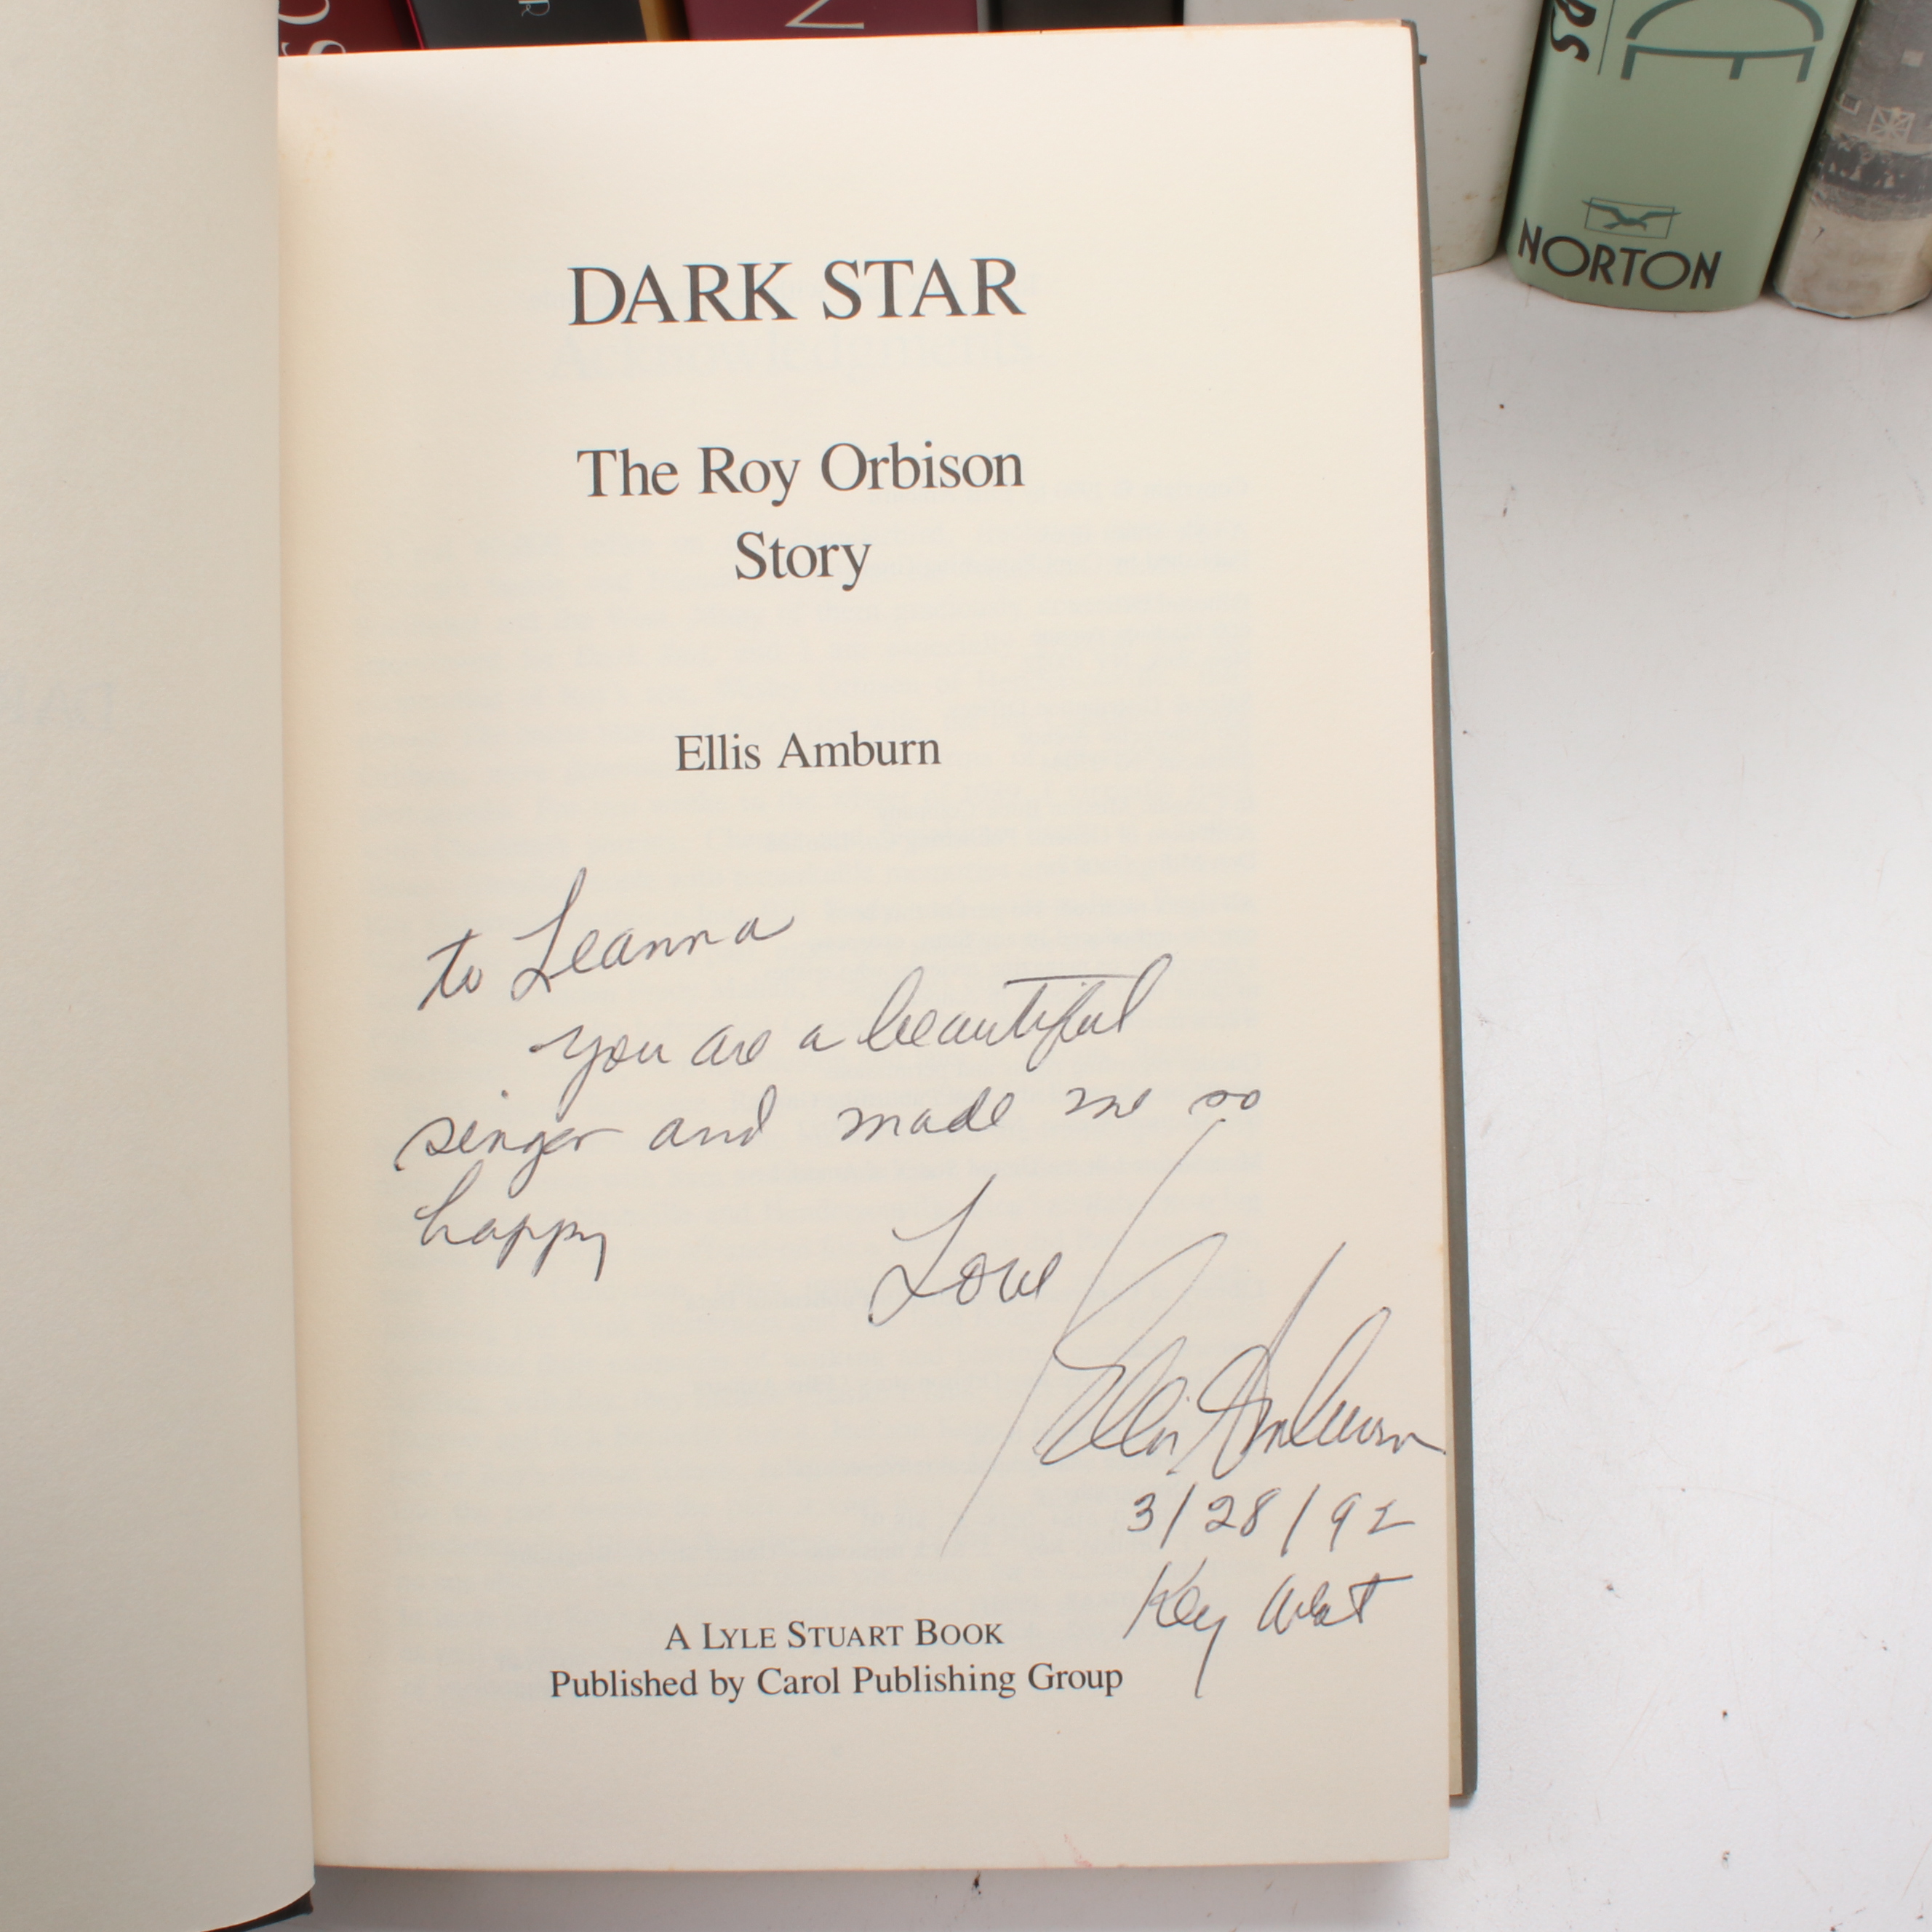 DARK STAR
The Roy Orbison
Story
Ellis Amburn
to Leanna
you are a beautiful
singer and made me so
happy
Love
Ellis Amburn
3/28/92
Key West
A LYLE STUART BOOK
Published by Carol Publishing Group
NORTON